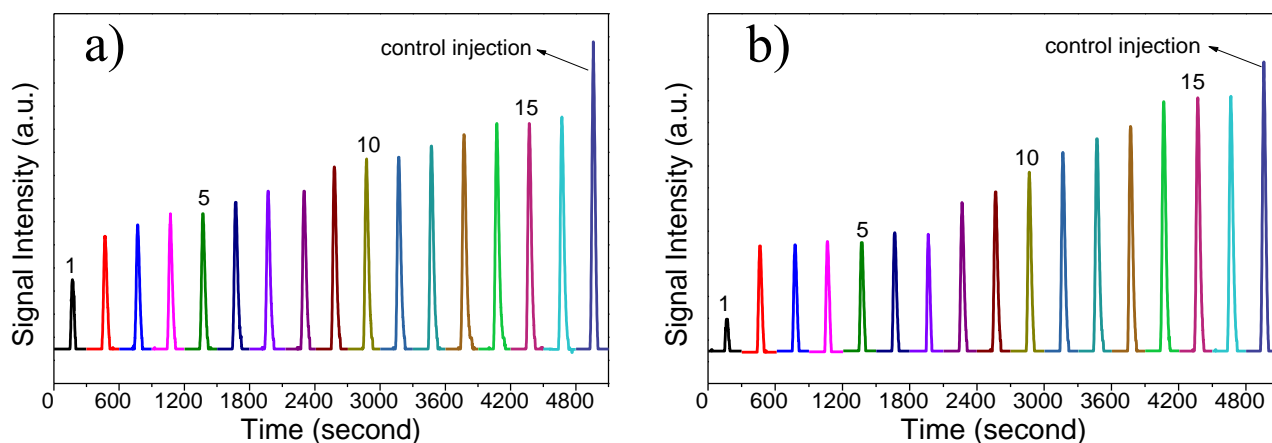 a)
control injection
1
5
10
15
Signal Intensity (a.u.)
0 600 1200 1800 2400 3000 3600 4200 4800
Time (second)
b)
control injection
1
5
10
15
Signal Intensity (a.u.)
0 600 1200 1800 2400 3000 3600 4200 4800
Time (second)